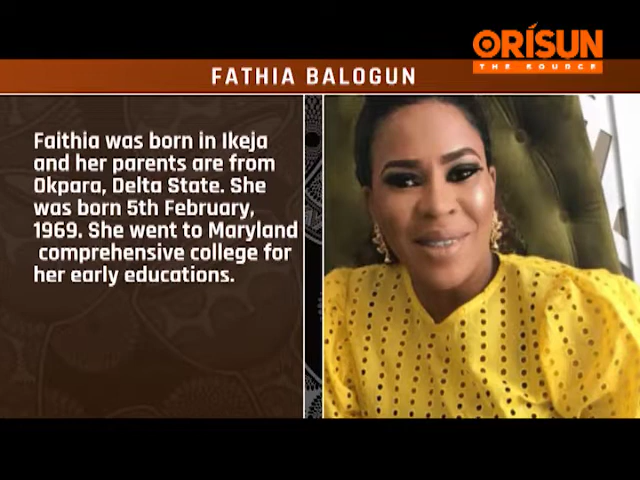 ORÍSUN
THE SOURCE
FATHIA BALOGUN
Faithia was born in Ikeja
and her parents are from
Okpara, Delta State. She
was born 5th February,
1969. She went to Maryland
comprehensive college for
her early educations.